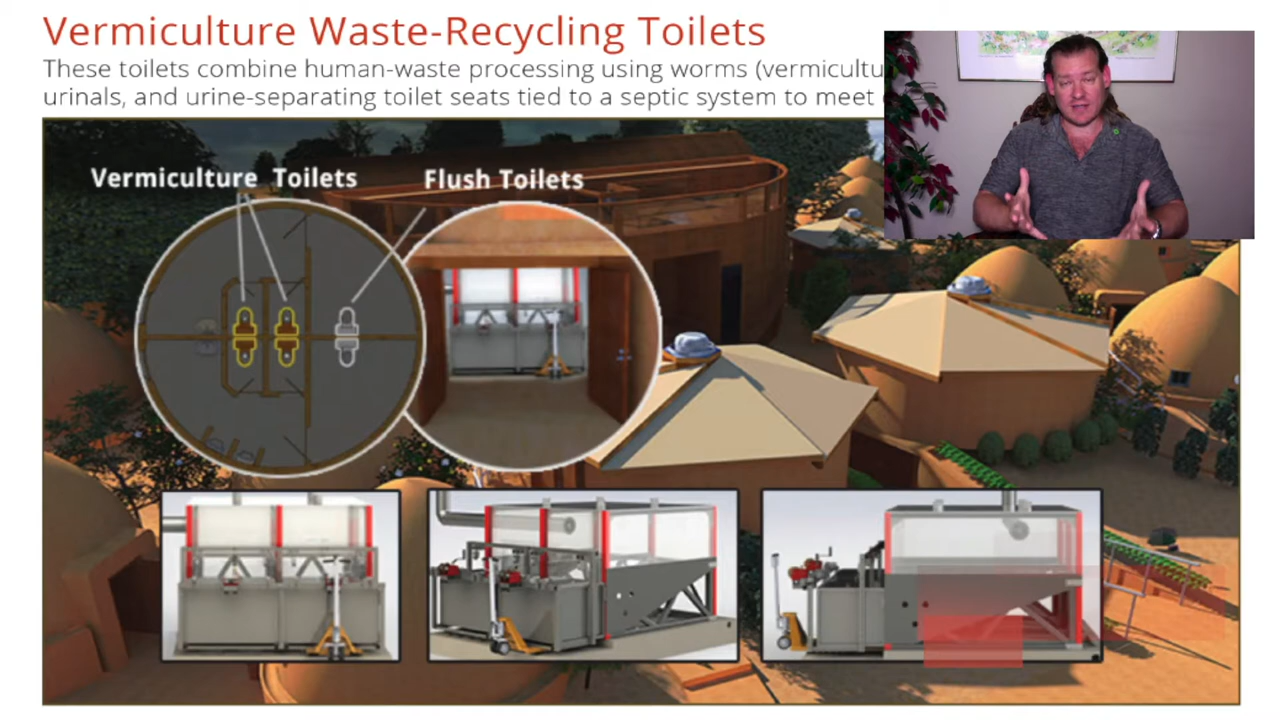 Vermiculture Waste-Recycling Toilets
These toilets combine human-waste processing using worms
urinals, and urine-separating toilet seats tied to a septic system to meet
Vermiculture Toilets
Flush Toilets